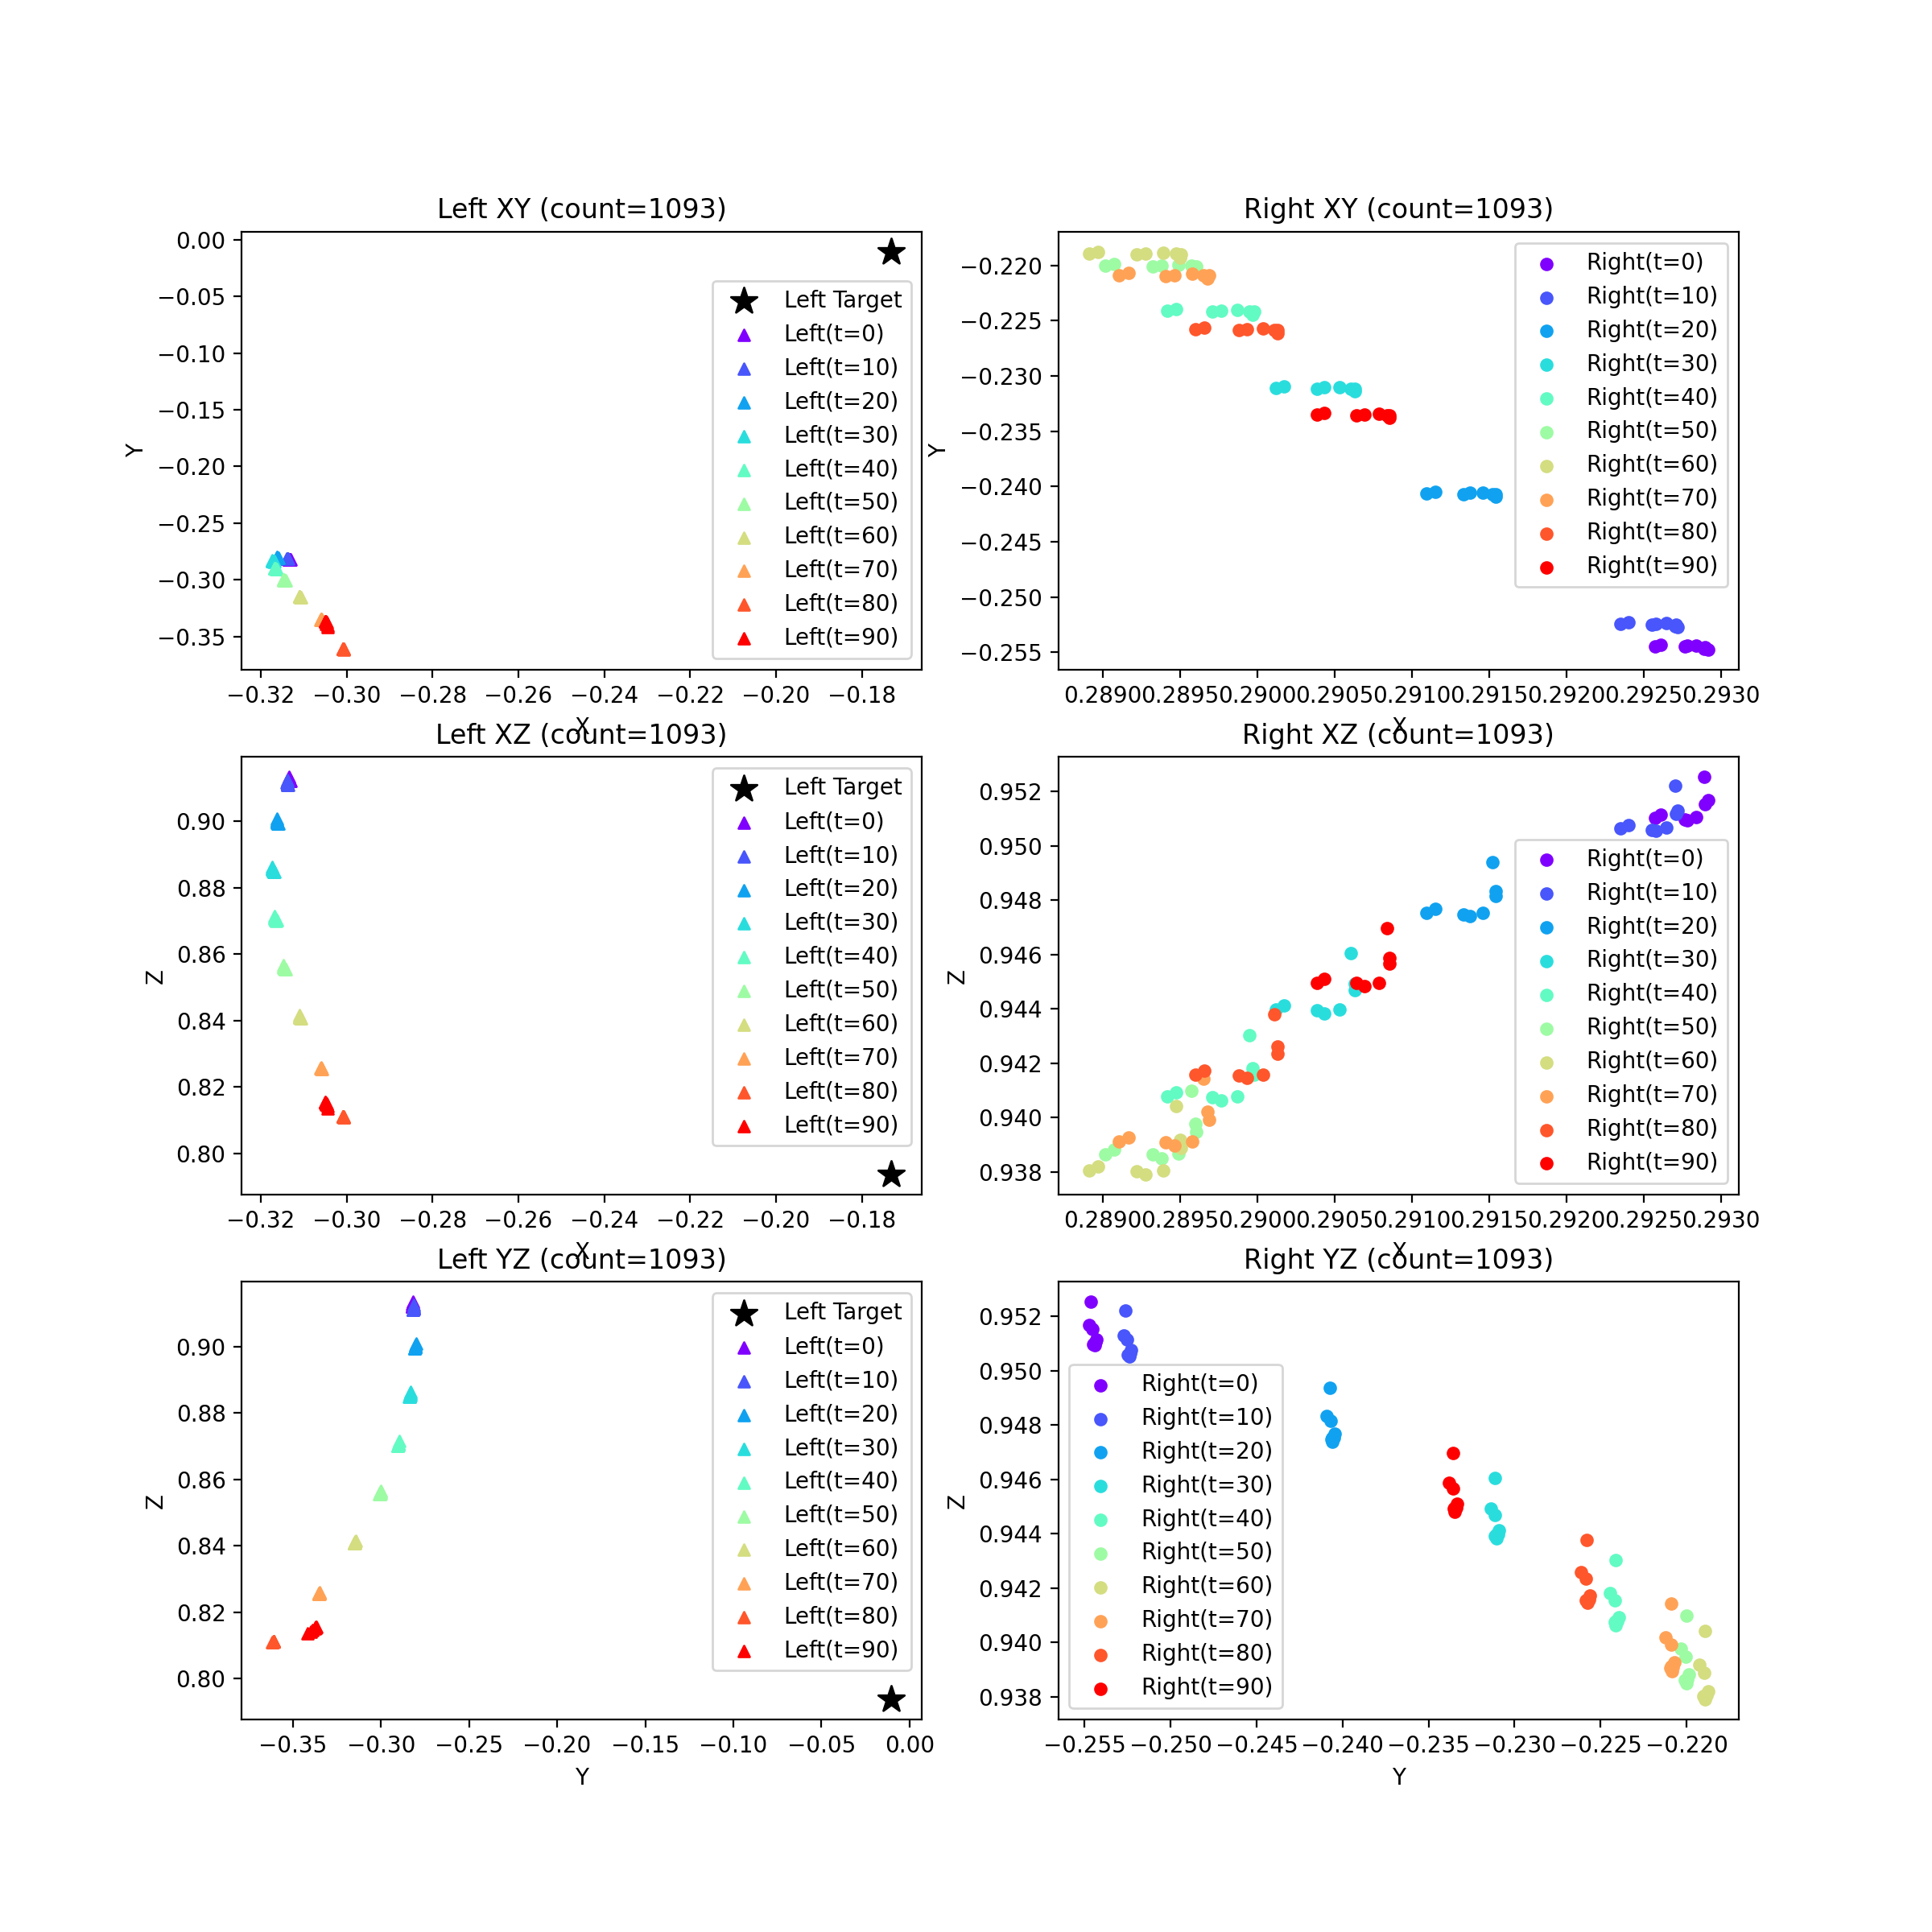 Left XY (count=1093)
0.00
−0.05
−0.10
−0.15
−0.20
−0.25
−0.30
−0.35
Y
Left Target
Left(t=0)
Left(t=10)
Left(t=20)
Left(t=30)
Left(t=40)
Left(t=50)
Left(t=60)
Left(t=70)
Left(t=80)
Left(t=90)
−0.32 −0.30 −0.28 −0.26 −0.24 −0.22 −0.20 −0.18
X
Right XY (count=1093)
−0.220
−0.225
−0.230
−0.235
−0.240
−0.245
−0.250
−0.255
Y
Right(t=0)
Right(t=10)
Right(t=20)
Right(t=30)
Right(t=40)
Right(t=50)
Right(t=60)
Right(t=70)
Right(t=80)
Right(t=90)
0.28900 0.28950 0.29000 0.29050 0.29100 0.29150 0.29200 0.29250 0.2930
X
Left XZ (count=1093)
0.90
0.88
0.86
0.84
0.82
0.80
Z
Left Target
Left(t=0)
Left(t=10)
Left(t=20)
Left(t=30)
Left(t=40)
Left(t=50)
Left(t=60)
Left(t=70)
Left(t=80)
Left(t=90)
−0.32 −0.30 −0.28 −0.26 −0.24 −0.22 −0.20 −0.18
X
Right XZ (count=1093)
0.952
0.950
0.948
0.946
0.944
0.942
0.940
0.938
Z
Right(t=0)
Right(t=10)
Right(t=20)
Right(t=30)
Right(t=40)
Right(t=50)
Right(t=60)
Right(t=70)
Right(t=80)
Right(t=90)
0.28900 0.28950 0.29000 0.29050 0.29100 0.29150 0.29200 0.29250 0.2930
X
Left YZ (count=1093)
0.90
0.88
0.86
0.84
0.82
0.80
Z
Left Target
Left(t=0)
Left(t=10)
Left(t=20)
Left(t=30)
Left(t=40)
Left(t=50)
Left(t=60)
Left(t=70)
Left(t=80)
Left(t=90)
−0.35 −0.30 −0.25 −0.20 −0.15 −0.10 −0.05 0.00
Y
Right YZ (count=1093)
0.952
0.950
0.948
0.946
0.944
0.942
0.940
0.938
Z
Right(t=0)
Right(t=10)
Right(t=20)
Right(t=30)
Right(t=40)
Right(t=50)
Right(t=60)
Right(t=70)
Right(t=80)
Right(t=90)
−0.255 −0.250 −0.245 −0.240 −0.235 −0.230 −0.225 −0.220
Y